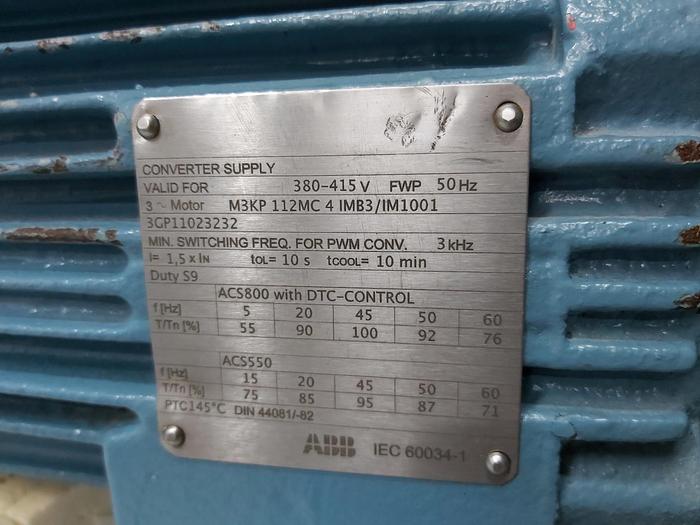 CONVERTER SUPPLY
VALID FOR 380-415 V FWP 50 Hz
3 ~ Motor M3KP 112MC 4 IMB3/IM1001
3GP11023232
MIN. SWITCHING FREQ. FOR PWM CONV. 3 kHz
I= 1,5 x IN tOL= 10 s tCOOL= 10 min
Duty S9
ACS800 with DTC-CONTROL
f [Hz] 5 20 45 50 60
T/Tn [%] 55 90 100 92 76
ACS550
f [Hz] 15 20 45 50 60
T/Tn [%] 75 85 95 87 71
PTC145°C DIN 44081/-82
ABB IEC 60034-1